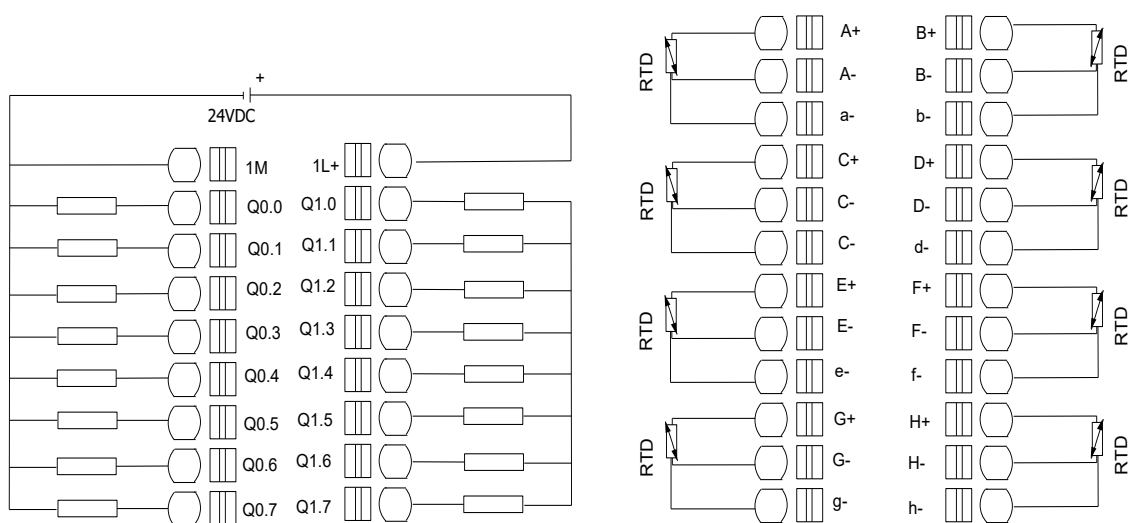 +
24VDC
1M 1L+
Q0.0 Q1.0
Q0.1 Q1.1
Q0.2 Q1.2
Q0.3 Q1.3
Q0.4 Q1.4
Q0.5 Q1.5
Q0.6 Q1.6
Q0.7 Q1.7
RTD A+ B+ RTD
A- B-
a- b-
RTD C+ D+ RTD
C- D-
C- d-
RTD E+ F+ RTD
E- F-
e- f-
RTD G+ H+ RTD
G- H-
g- h-